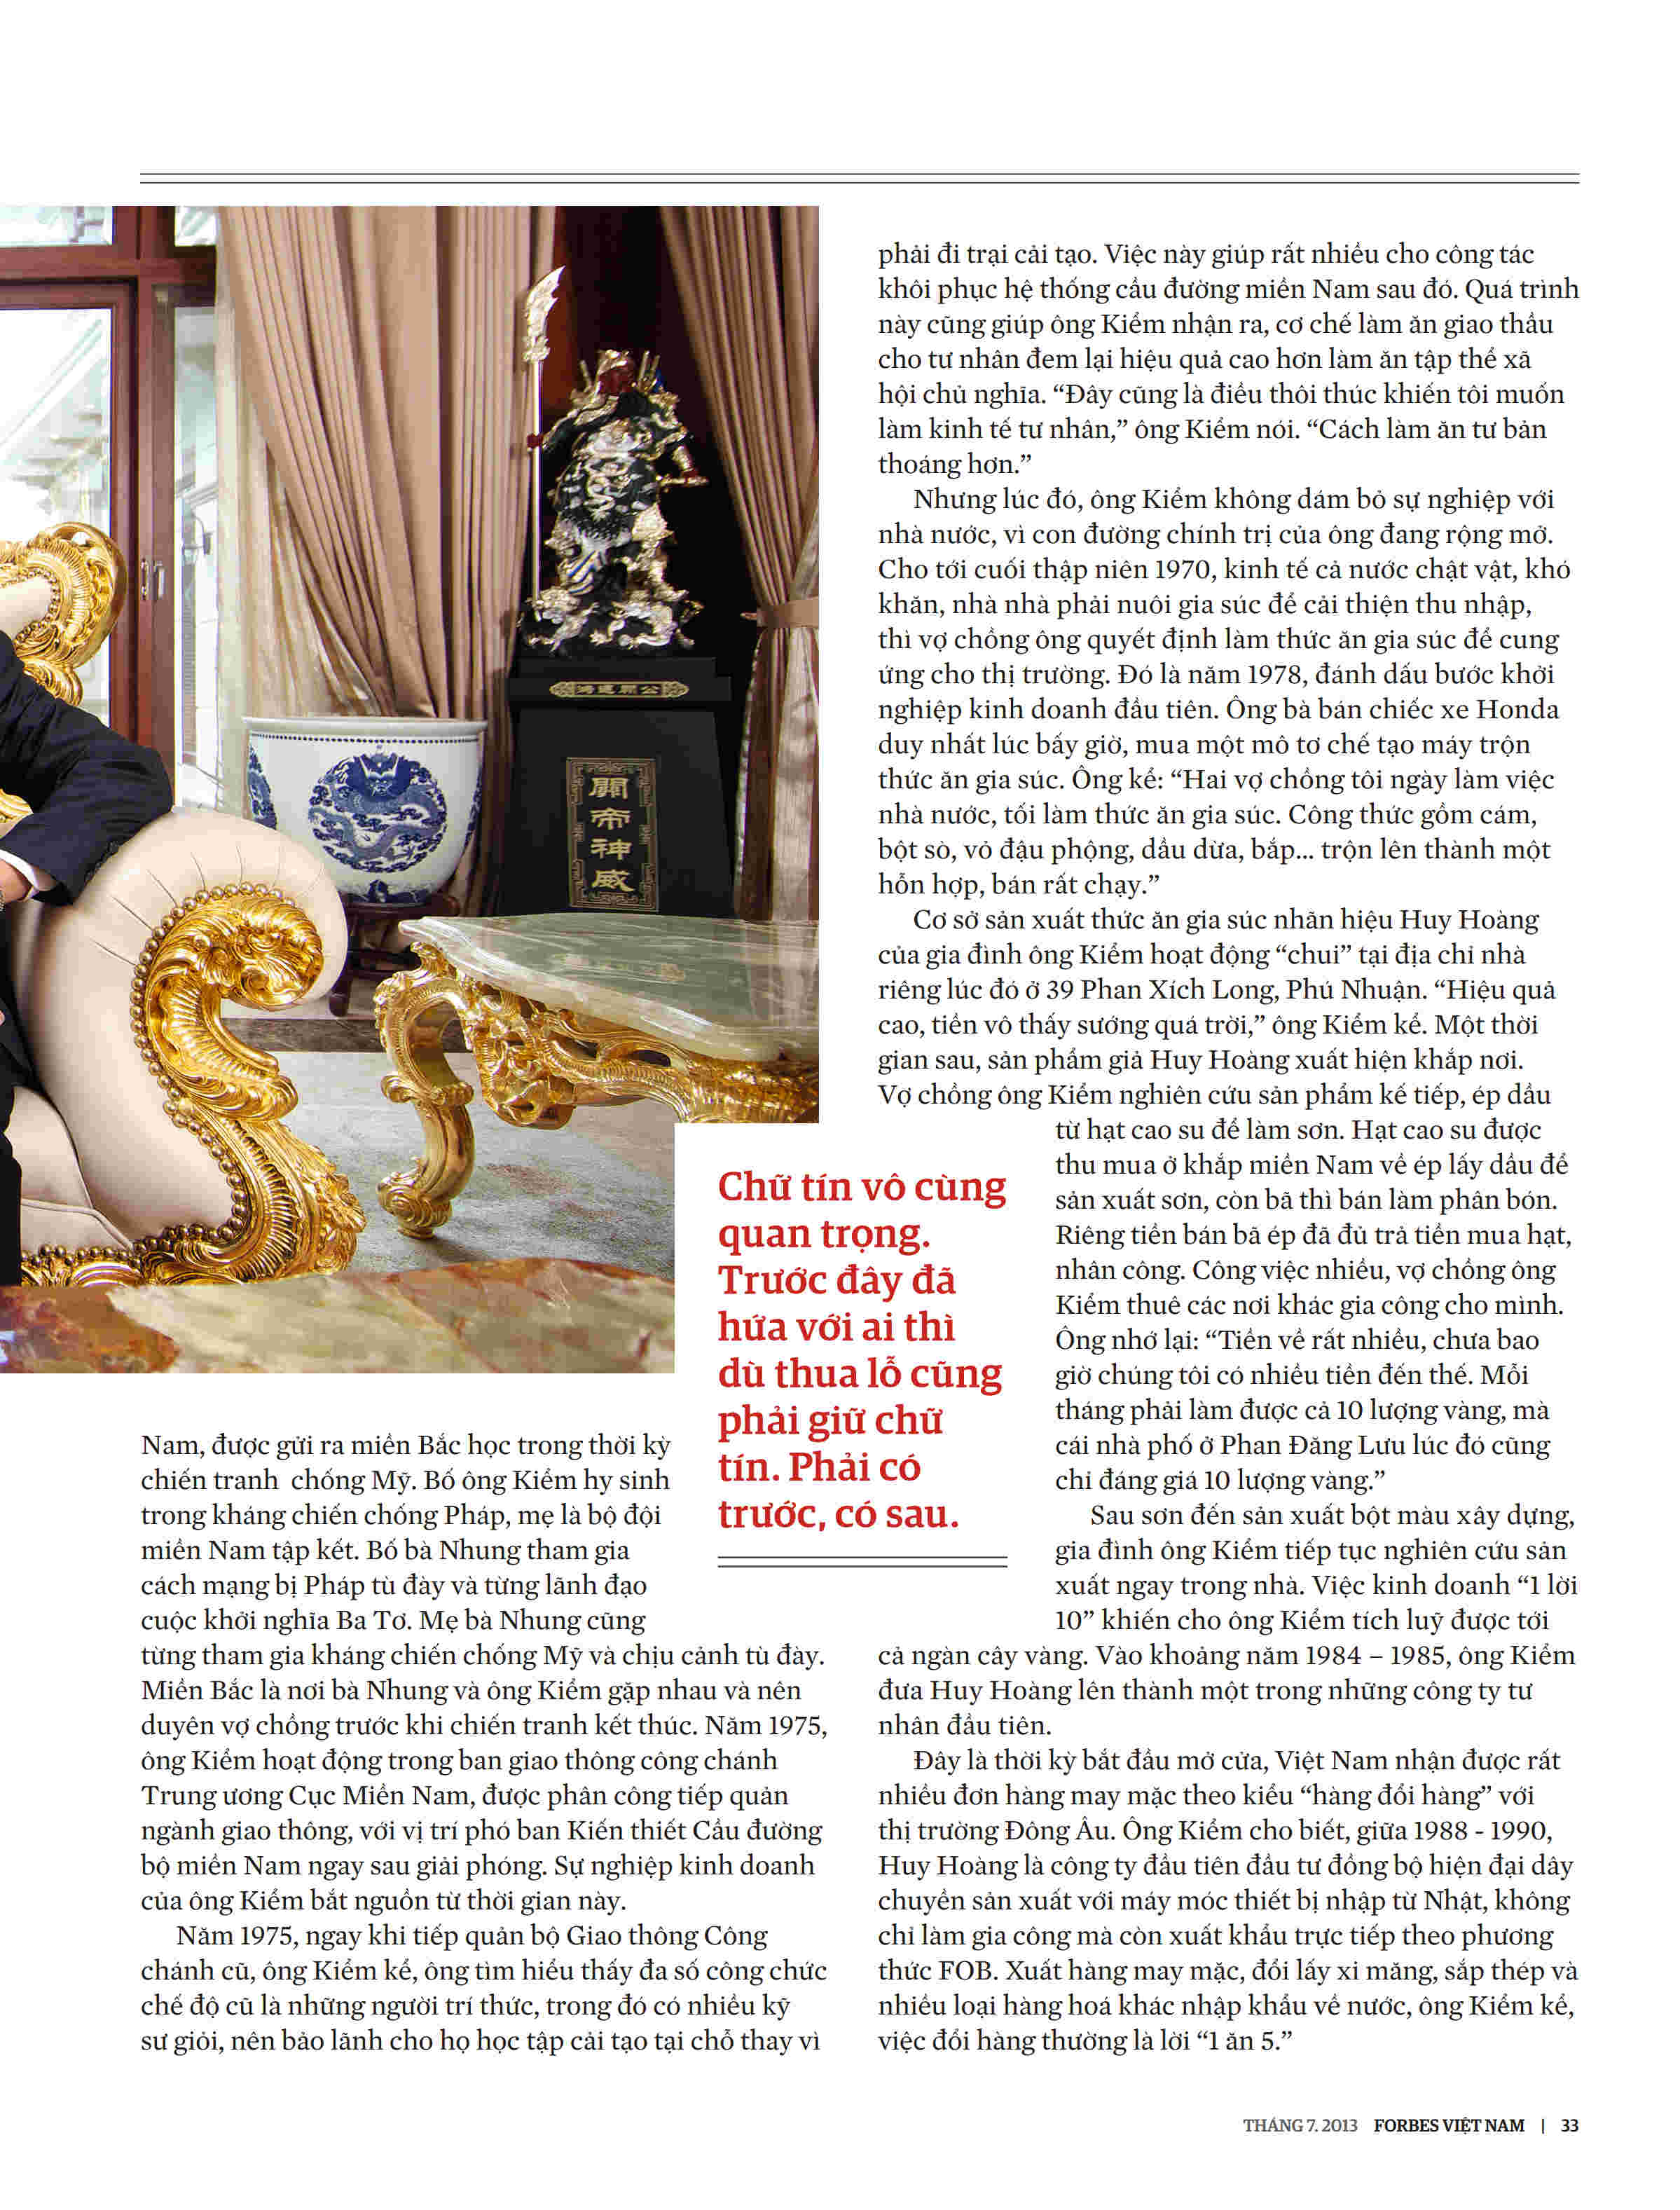 公關運鴻
關
帝
神
威
Nam, được gửi ra miền Bắc học trong thời kỳ
chiến tranh chống Mỹ. Bố ông Kiểm hy sinh
trong kháng chiến chống Pháp, mẹ là bộ đội
miền Nam tập kết. Bố bà Nhung tham gia
cách mạng bị Pháp tù đày và từng lãnh đạo
cuộc khởi nghĩa Ba Tơ. Mẹ bà Nhung cũng
từng tham gia kháng chiến chống Mỹ và chịu cảnh tù đày.
Miền Bắc là nơi bà Nhung và ông Kiểm gặp nhau và nên
duyên vợ chồng trước khi chiến tranh kết thúc. Năm 1975,
ông Kiểm hoạt động trong ban giao thông công chánh
Trung ương Cục Miền Nam, được phân công tiếp quản
ngành giao thông, với vị trí phó ban Kiến thiết Cầu đường
bộ miền Nam ngay sau giải phóng. Sự nghiệp kinh doanh
của ông Kiểm bắt nguồn từ thời gian này.
Năm 1975, ngay khi tiếp quản bộ Giao thông Công
chánh cũ, ông Kiểm kể, ông tìm hiểu thấy đa số công chức
chế độ cũ là những người trí thức, trong đó có nhiều kỹ
sư giỏi, nên bảo lãnh cho họ học tập cải tạo tại chỗ thay vì
Chữ tín vô cùng
quan trọng.
Trước đây đã
hứa với ai thì
dù thua lỗ cũng
phải giữ chữ
tín. Phải có
trước, có sau.
phải đi trại cải tạo. Việc này giúp rất nhiều cho công tác
khôi phục hệ thống cầu đường miền Nam sau đó. Quá trình
này cũng giúp ông Kiểm nhận ra, cơ chế làm ăn giao thầu
cho tư nhân đem lại hiệu quả cao hơn làm ăn tập thể xã
hội chủ nghĩa. “Đây cũng là điều thôi thúc khiến tôi muốn
làm kinh tế tư nhân,” ông Kiểm nói. “Cách làm ăn tư bản
thoáng hơn.”
Nhưng lúc đó, ông Kiểm không dám bỏ sự nghiệp với
nhà nước, vì con đường chính trị của ông đang rộng mở.
Cho tới cuối thập niên 1970, kinh tế cả nước chật vật, khó
khăn, nhà nhà phải nuôi gia súc để cải thiện thu nhập,
thì vợ chồng ông quyết định làm thức ăn gia súc để cung
ứng cho thị trường. Đó là năm 1978, đánh dấu bước khởi
nghiệp kinh doanh đầu tiên. Ông bà bán chiếc xe Honda
duy nhất lúc bấy giờ, mua một mô tơ chế tạo máy trộn
thức ăn gia súc. Ông kể: “Hai vợ chồng tôi ngày làm việc
nhà nước, tối làm thức ăn gia súc. Công thức gồm cám,
bột sò, vỏ đậu phộng, dầu dừa, bắp... trộn lên thành một
hỗn hợp, bán rất chạy.”
Cơ sở sản xuất thức ăn gia súc nhãn hiệu Huy Hoàng
của gia đình ông Kiểm hoạt động “chui” tại địa chỉ nhà
riêng lúc đó ở 39 Phan Xích Long, Phú Nhuận. “Hiệu quả
cao, tiền vô thấy sướng quá trời,” ông Kiểm kể. Một thời
gian sau, sản phẩm giả Huy Hoàng xuất hiện khắp nơi.
Vợ chồng ông Kiểm nghiên cứu sản phẩm kế tiếp, ép dầu
từ hạt cao su để làm sơn. Hạt cao su được
thu mua ở khắp miền Nam về ép lấy dầu để
sản xuất sơn, còn bã thì bán làm phân bón.
Riêng tiền bán bã ép đã đủ trả tiền mua hạt,
nhân công. Công việc nhiều, vợ chồng ông
Kiểm thuê các nơi khác gia công cho mình.
Ông nhớ lại: “Tiền về rất nhiều, chưa bao
giờ chúng tôi có nhiều tiền đến thế. Mỗi
tháng phải làm được cả 10 lượng vàng, mà
cái nhà phố ở Phan Đăng Lưu lúc đó cũng
chỉ đáng giá 10 lượng vàng.”
Sau sơn đến sản xuất bột màu xây dựng,
gia đình ông Kiểm tiếp tục nghiên cứu sản
xuất ngay trong nhà. Việc kinh doanh “1 lời
10” khiến cho ông Kiểm tích luỹ được tới
cả ngàn cây vàng. Vào khoảng năm 1984 – 1985, ông Kiểm
đưa Huy Hoàng lên thành một trong những công ty tư
nhân đầu tiên.
Đây là thời kỳ bắt đầu mở cửa, Việt Nam nhận được rất
nhiều đơn hàng may mặc theo kiểu “hàng đổi hàng” với
thị trường Đông Âu. Ông Kiểm cho biết, giữa 1988 - 1990,
Huy Hoàng là công ty đầu tiên đầu tư đồng bộ hiện đại dây
chuyền sản xuất với máy móc thiết bị nhập từ Nhật, không
chỉ làm gia công mà còn xuất khẩu trực tiếp theo phương
thức FOB. Xuất hàng may mặc, đổi lấy xi măng, sắp thép và
nhiều loại hàng hoá khác nhập khẩu về nước, ông Kiểm kể,
việc đổi hàng thường là lời “1 ăn 5.”
THÁNG 7. 2013 FORBES VIỆT NAM | 33